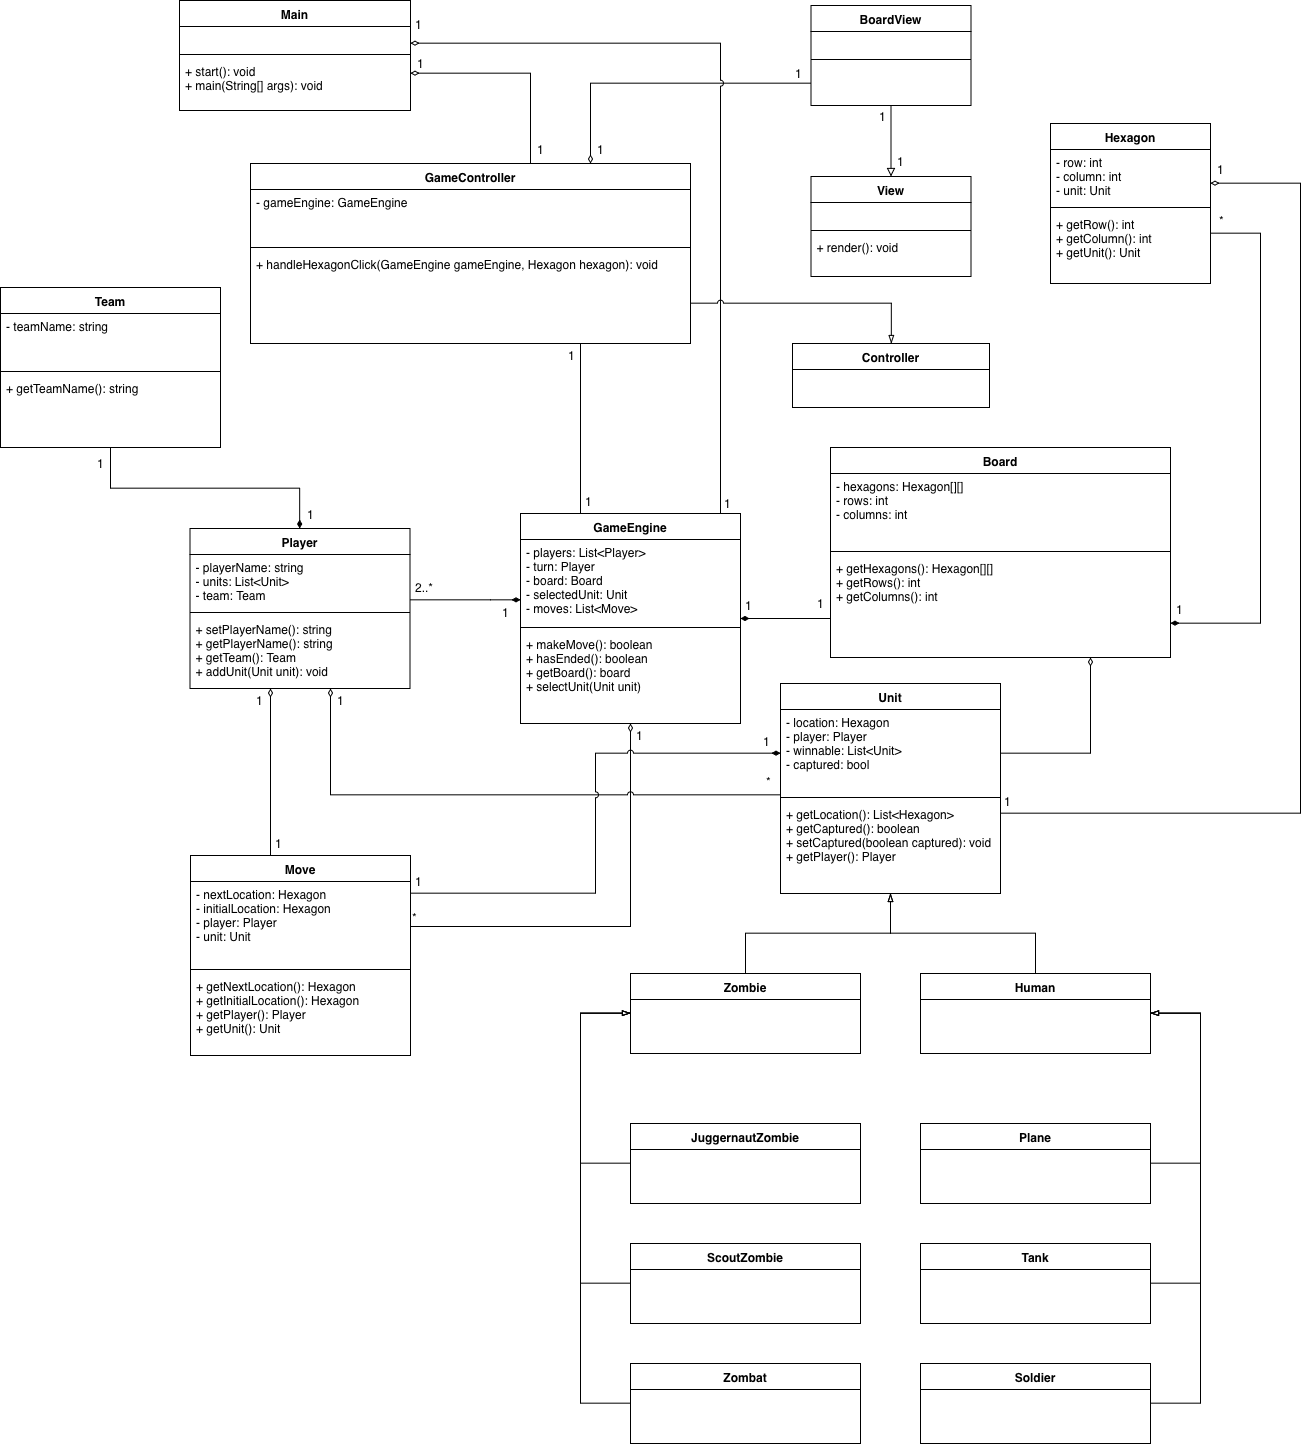 Main
+ start(): void
+ main(String[] args): void
1
1
BoardView
1
1
1
View
+ render(): void
Hexagon
- row: int
- column: int
- unit: Unit
+ getRow(): int
+ getColumn(): int
+ getUnit(): Unit
1
*
1
1
GameController
- gameEngine: GameEngine
+ handleHexagonClick(GameEngine gameEngine, Hexagon hexagon): void
1
Team
- teamName: string
+ getTeamName(): string
1
Controller
1
1
1
Player
- playerName: string
- units: List<Unit>
- team: Team
+ setPlayerName(): string
+ getPlayerName(): string
+ getTeam(): Team
+ addUnit(Unit unit): void
2..*
1
1
1
GameEngine
- players: List<Player>
- turn: Player
- board: Board
- selectedUnit: Unit
- moves: List<Move>
+ makeMove(): boolean
+ hasEnded(): boolean
+ getBoard(): board
+ selectUnit(Unit unit)
1
1
1
Board
- hexagons: Hexagon[][]
- rows: int
- columns: int
+ getHexagons(): Hexagon[][]
+ getRows(): int
+ getColumns(): int
1
Unit
- location: Hexagon
- player: Player
- winnable: List<Unit>
- captured: bool
+ getLocation(): List<Hexagon>
+ getCaptured(): boolean
+ setCaptured(boolean captured): void
+ getPlayer(): Player
1
*
1
1
Move
- nextLocation: Hexagon
- initialLocation: Hexagon
- player: Player
- unit: Unit
+ getNextLocation(): Hexagon
+ getInitialLocation(): Hexagon
+ getPlayer(): Player
+ getUnit(): Unit
1
*
Zombie
Human
JuggernautZombie
Plane
ScoutZombie
Tank
Zombat
Soldier